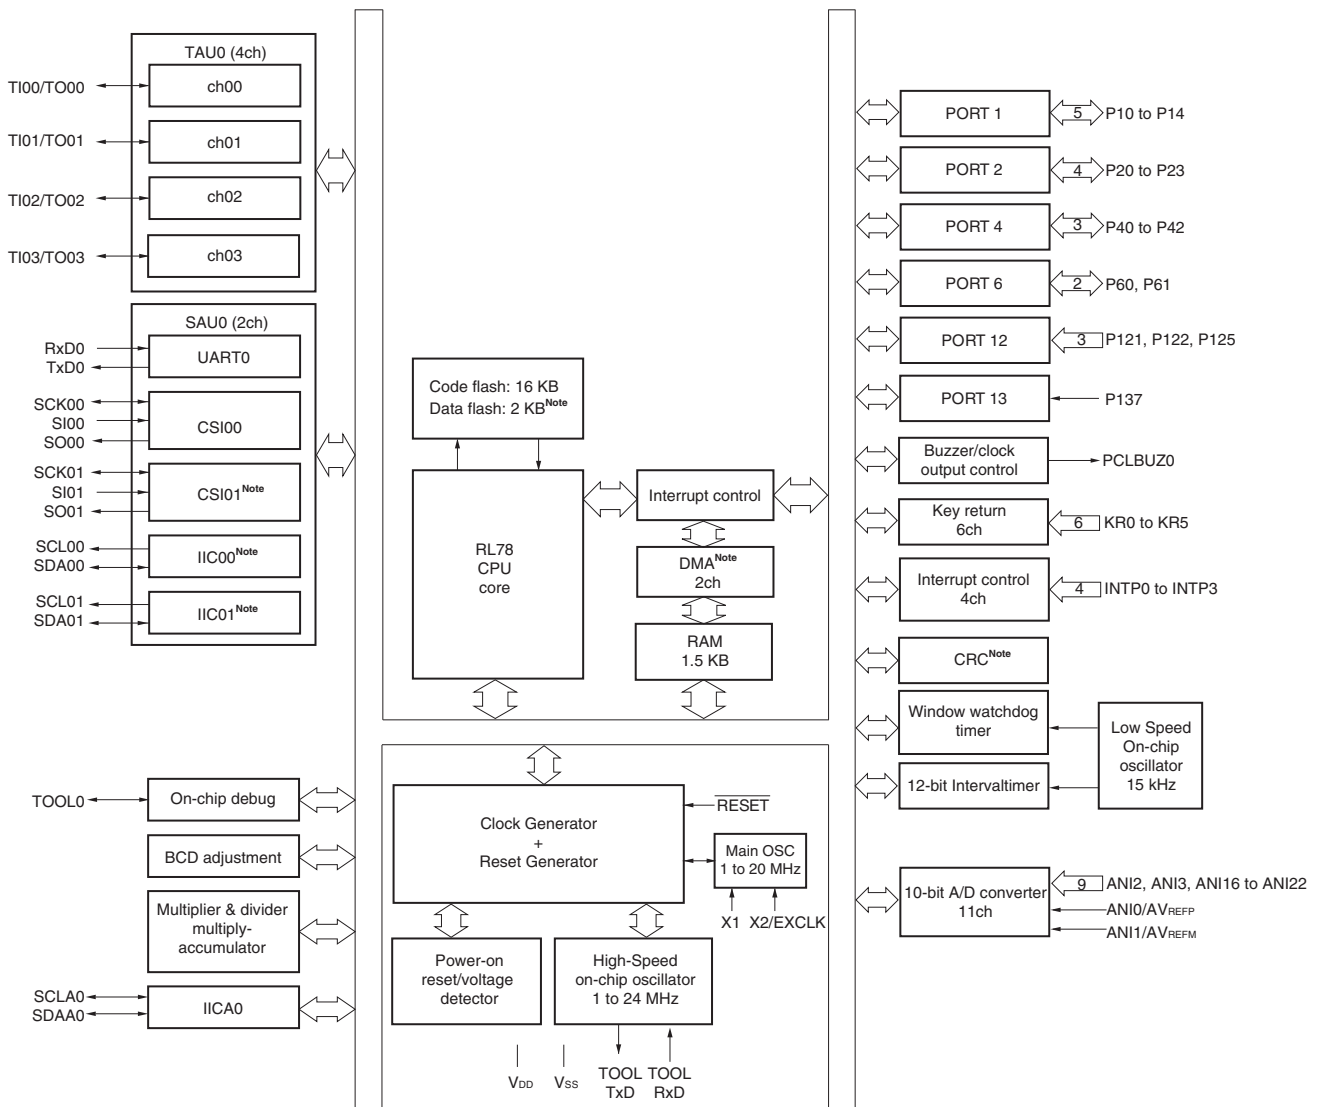 TAU0 (4ch)
TI00/TO00
ch00
TI01/TO01
ch01
TI02/TO02
ch02
TI03/TO03
ch03
SAU0 (2ch)
RxD0
TxD0
UART0
SCK00
SI00
SO00
CSI00
SCK01
SI01
SO01
CSI01Note
SCL00
SDA00
IIC00Note
SCL01
SDA01
IIC01Note
TOOL0
On-chip debug
BCD adjustment
Multiplier & divider
multiply-
accumulator
SCLA0
SDAA0
IICA0
Code flash: 16 KB
Data flash: 2 KBNote
RL78
CPU
core
Interrupt control
DMANote
2ch
RAM
1.5 KB
Clock Generator
+
Reset Generator
RESET
Main OSC
1 to 20 MHz
X1 X2/EXCLK
Power-on
reset/voltage
detector
High-Speed
on-chip oscillator
1 to 24 MHz
VDD
VSS
TOOL
TxD
TOOL
RxD
PORT 1
5
P10 to P14
PORT 2
4
P20 to P23
PORT 4
3
P40 to P42
PORT 6
2
P60, P61
PORT 12
3
P121, P122, P125
PORT 13
P137
Buzzer/clock
output control
PCLBUZ0
Key return
6ch
6
KR0 to KR5
Interrupt control
4ch
4
INTP0 to INTP3
CRCNote
Window watchdog
timer
12-bit Intervaltimer
Low Speed
On-chip
oscillator
15 kHz
10-bit A/D converter
11ch
9
ANI2, ANI3, ANI16 to ANI22
ANI0/AVREFP
ANI1/AVREFM